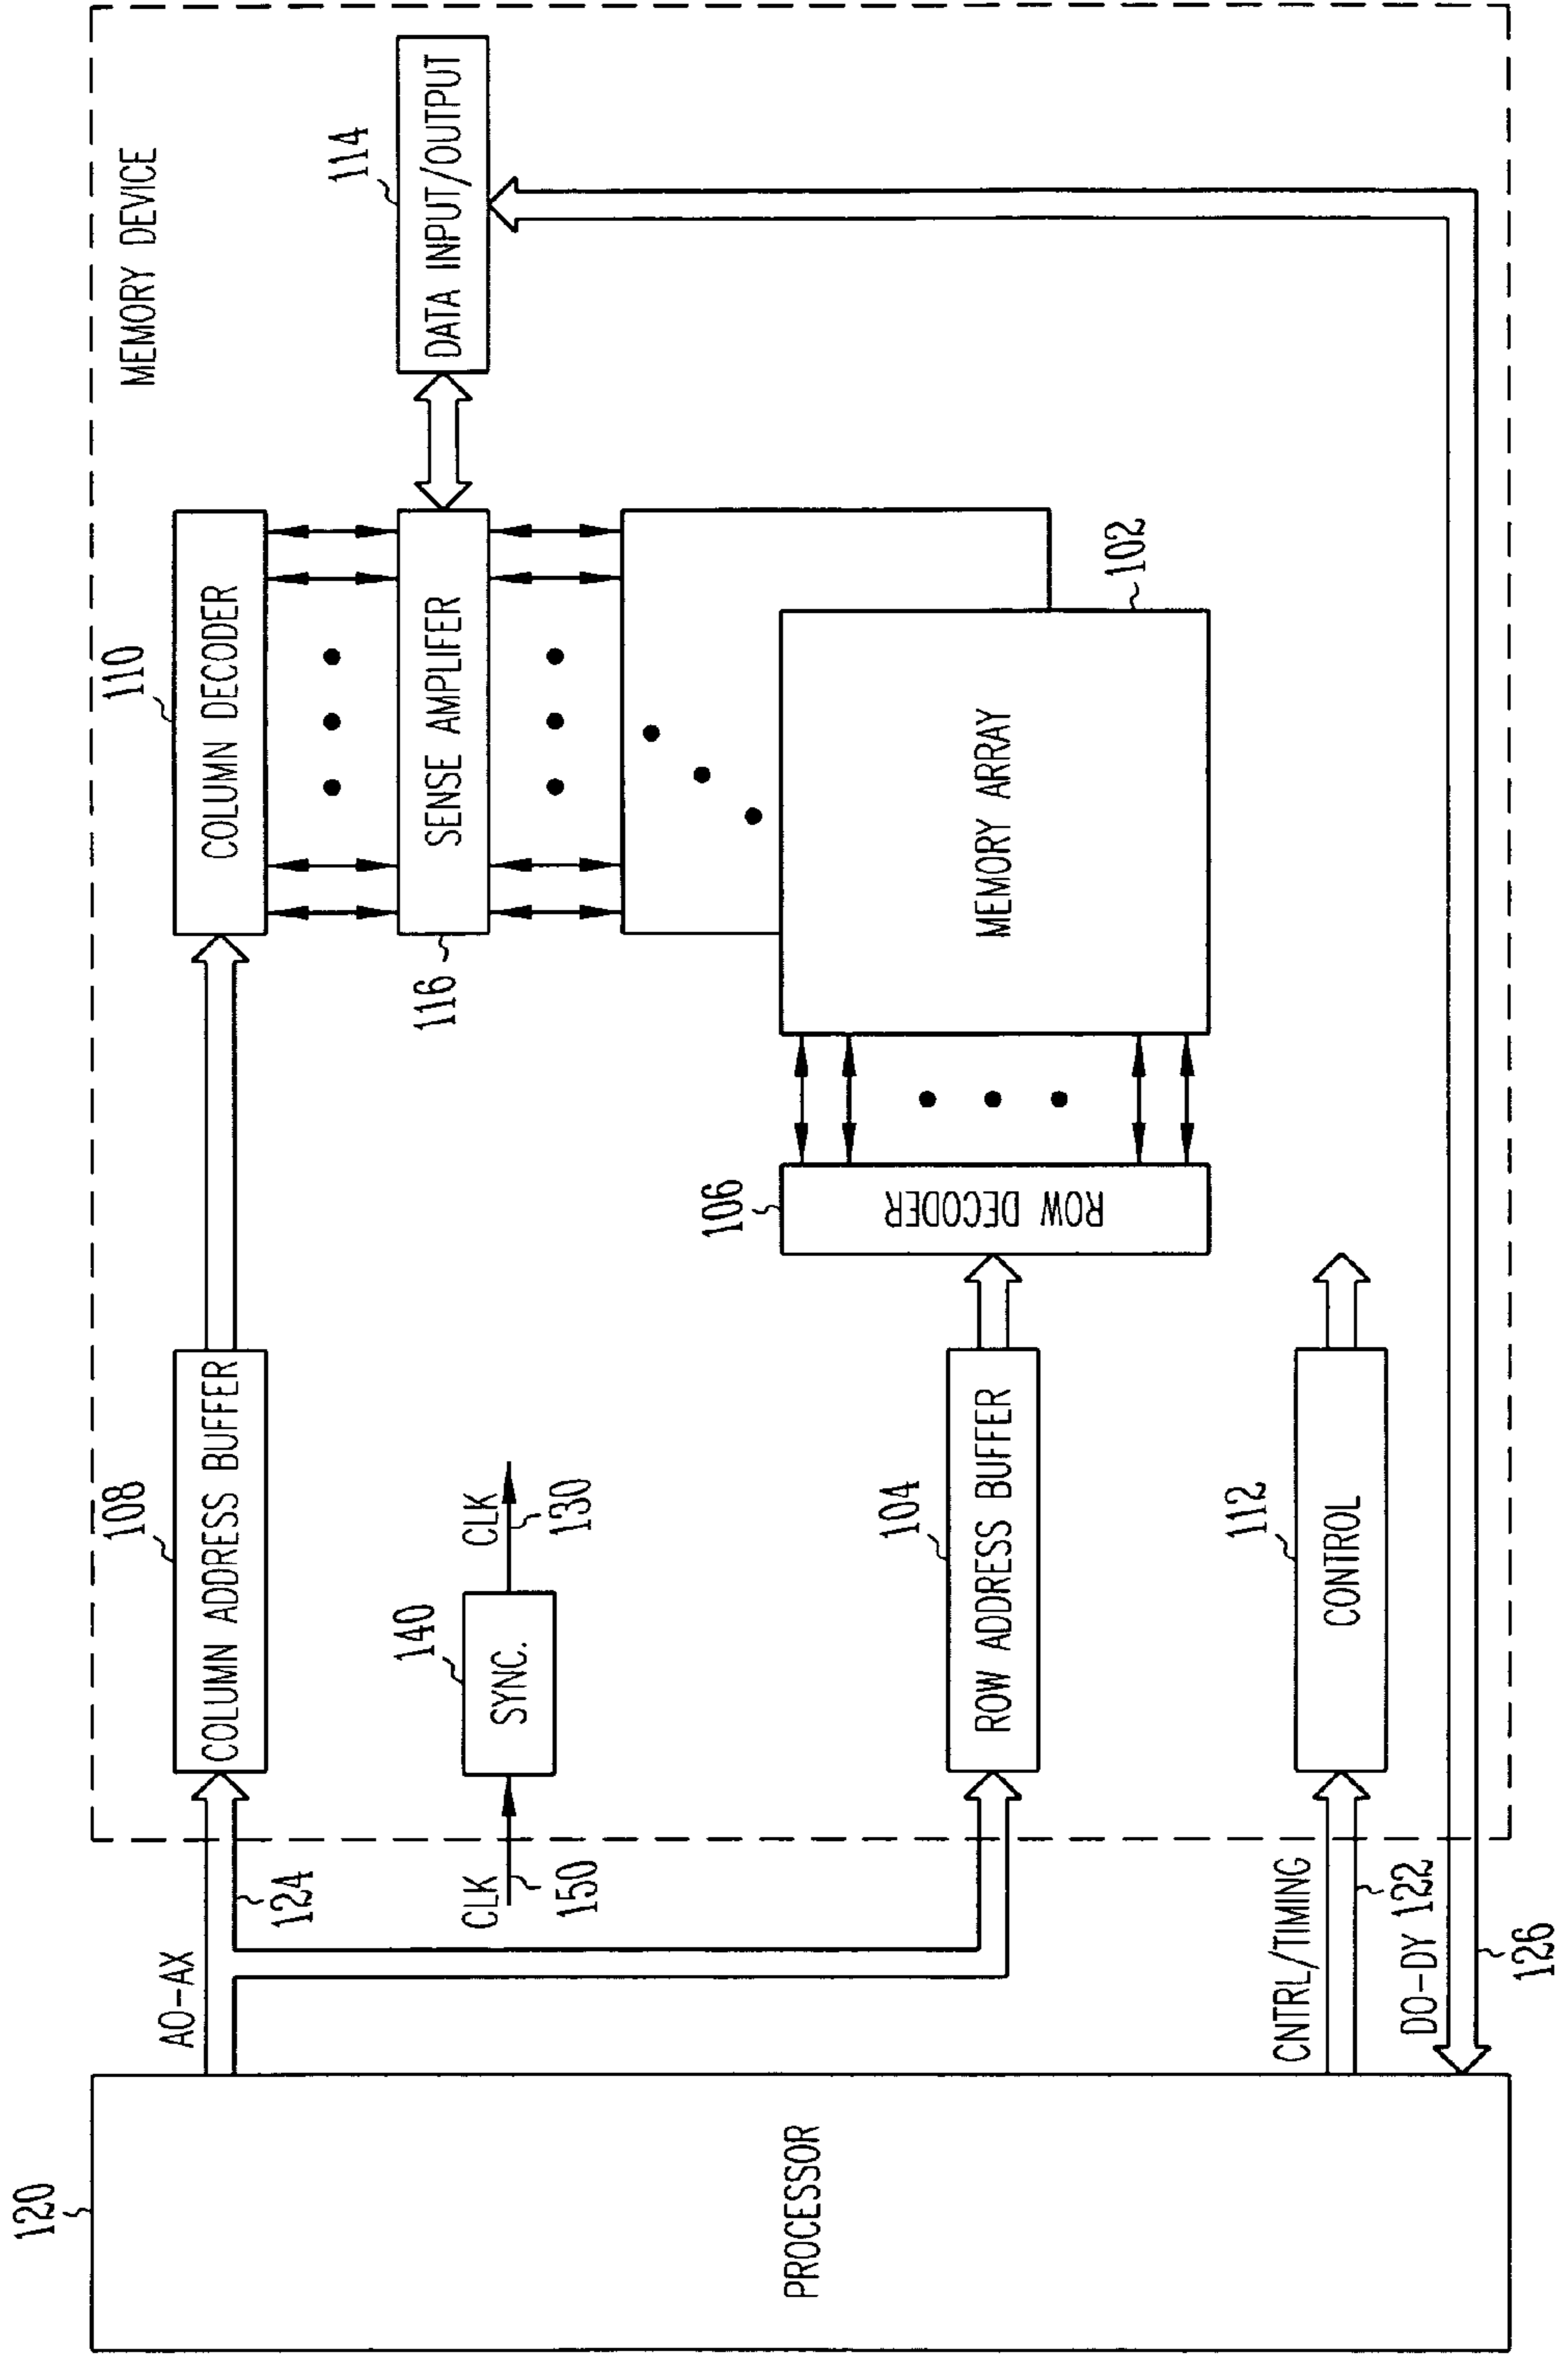 MEMORY DEVICE
110
COLUMN DECODER
108
COLUMN ADDRESS BUFFER
A0-AX
124
114
DATA INPUT/OUTPUT
SENSE AMPLIFER
116
140
SYNC.
CLK
130
CLK
150
102
MEMORY ARRAY
106
ROW DECODER
104
ROW ADDRESS BUFFER
112
CONTROL
CNTRL/TIMING
122
DO-DY
126
120
PROCESSOR